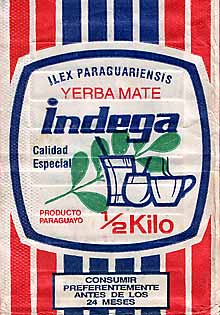 ILEX PARAGUARIENSIS
YERBA MATE
indega
Calidad
Especial
PRODUCTO
PARAGUAYO
1/2 Kilo
CONSUMIR
PREFERENTEMENTE
ANTES DE LOS
24 MESES